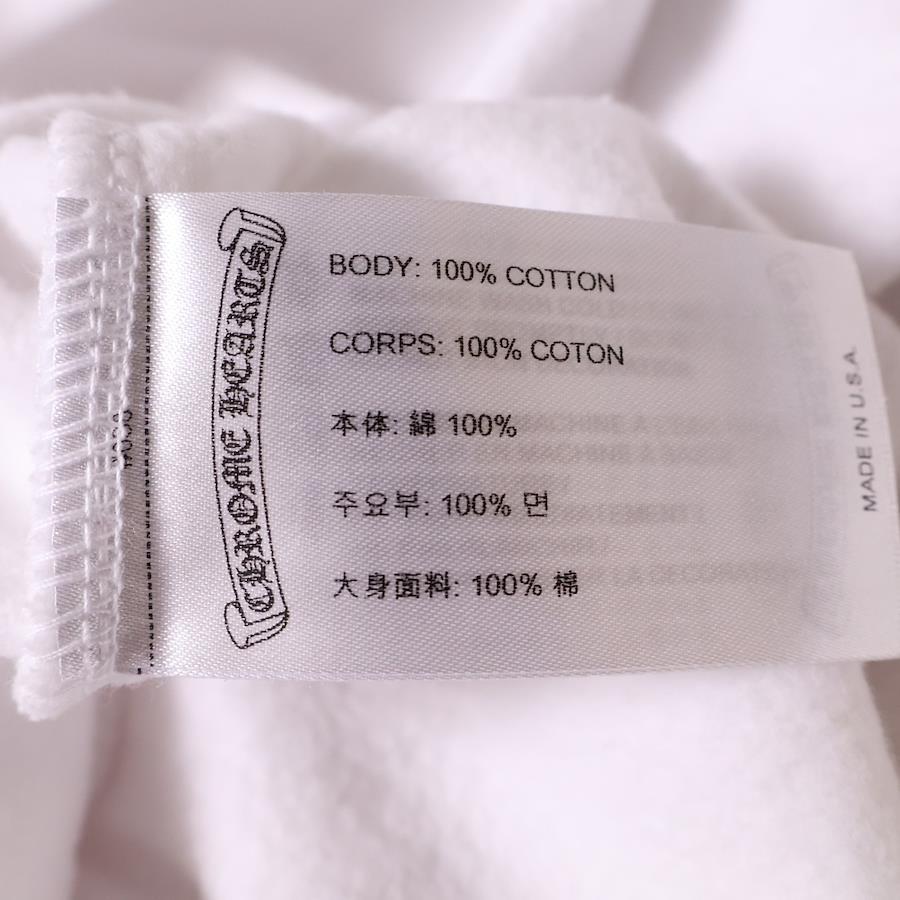 CHROME HEARTS
BODY: 100% COTTON
CORPS: 100% COTON
本体: 綿 100%
주요부: 100% 면
大身面料: 100% 棉
MADE IN U.S.A.